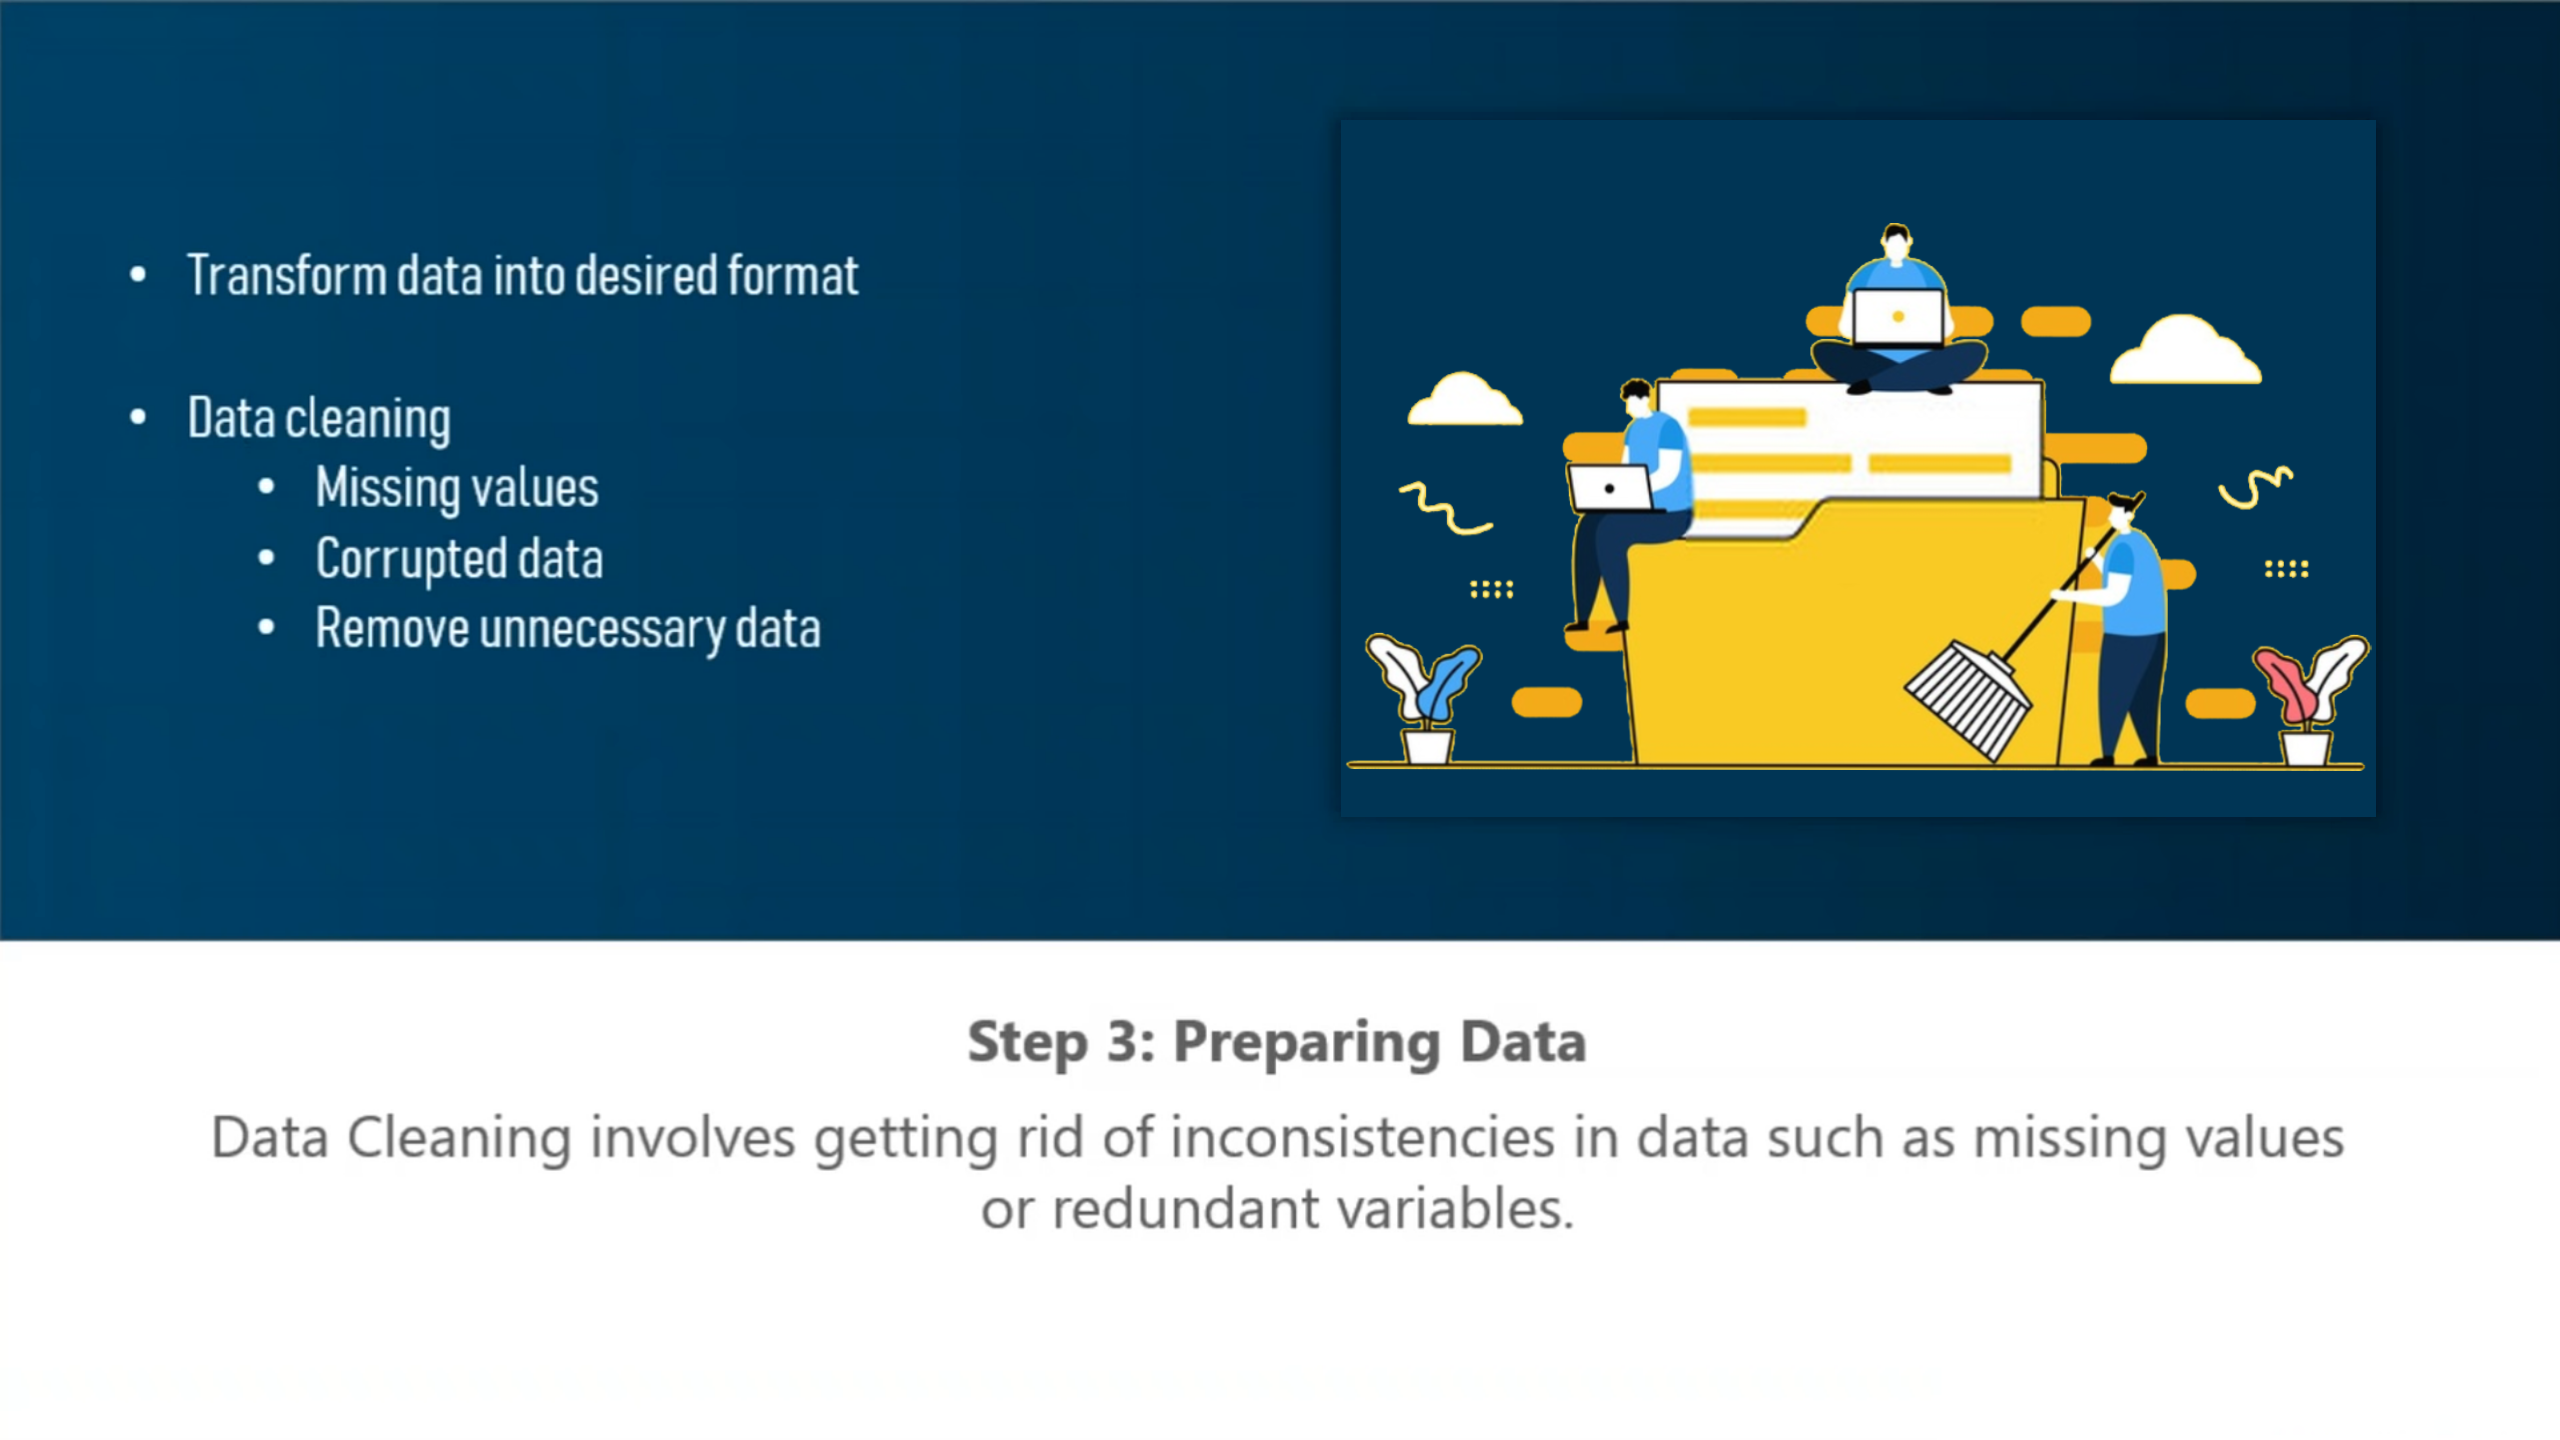 • Transform data into desired format
• Data cleaning
• Missing values
• Corrupted data
• Remove unnecessary data
Step 3: Preparing Data
Data Cleaning involves getting rid of inconsistencies in data such as missing values
or redundant variables.